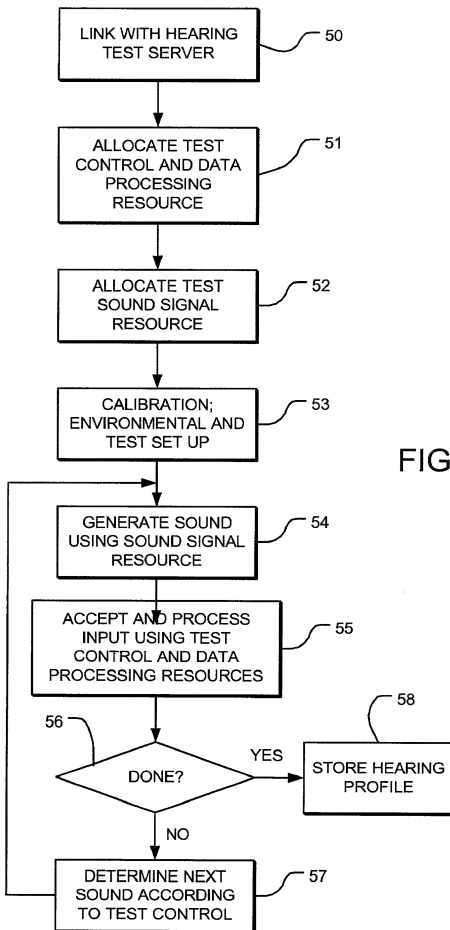 LINK WITH HEARING
TEST SERVER
50
ALLOCATE TEST
CONTROL AND DATA
PROCESSING
RESOURCE
51
ALLOCATE TEST
SOUND SIGNAL
RESOURCE
52
CALIBRATION;
ENVIRONMENTAL AND
TEST SET UP
53
FIG
GENERATE SOUND
USING SOUND SIGNAL
RESOURCE
54
ACCEPT AND PROCESS
INPUT USING TEST
CONTROL AND DATA
PROCESSING RESOURCES
55
56
DONE?
YES
58
STORE HEARING
PROFILE
NO
DETERMINE NEXT
SOUND ACCORDING
TO TEST CONTROL
57